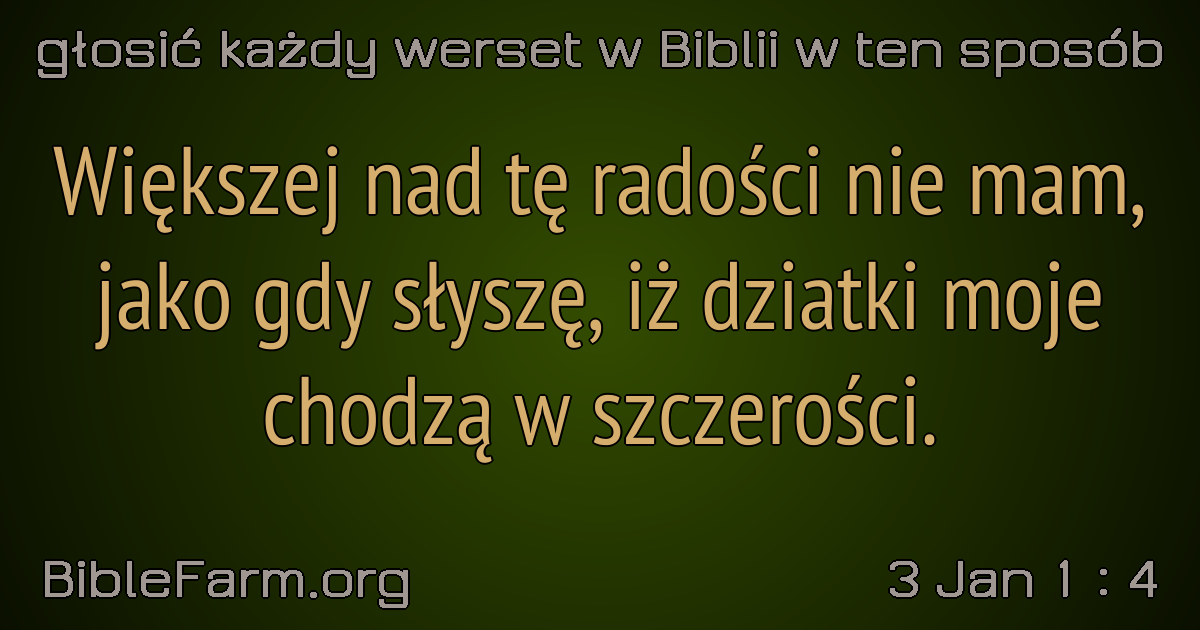 głosić każdy werset w Biblii w ten sposób
Większej nad tę radości nie mam,
jako gdy słyszę, iż dziatki moje
chodzą w szczerości.
BibleFarm.org
3 Jan 1 : 4